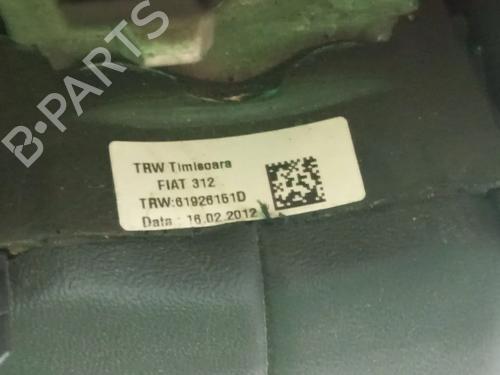 B-PARTS
TRW Timisoara
FIAT 312
TRW:61926151D
Data : 16.02.2012